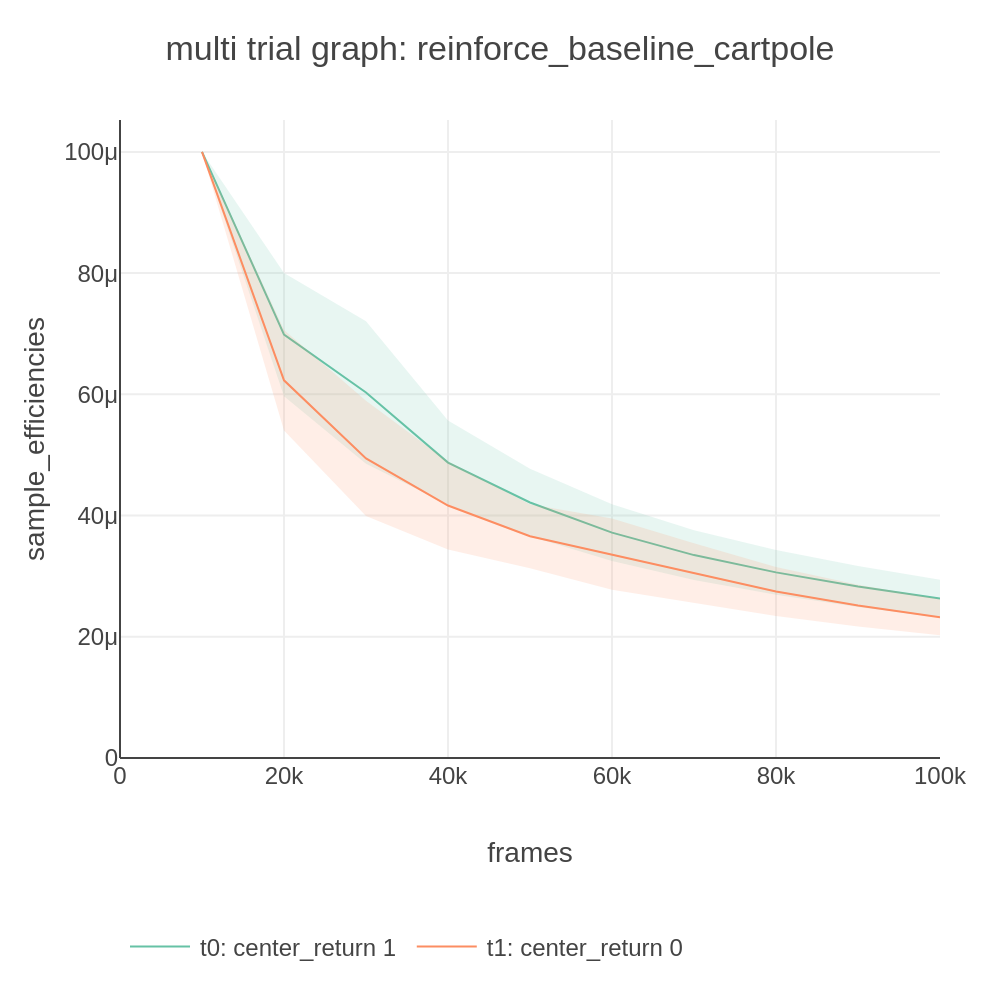 multi trial graph: reinforce_baseline_cartpole
100μ
80μ
60μ
40μ
20μ
0
sample_efficiencies
0 20k 40k 60k 80k 100k
frames
t0: center_return 1 t1: center_return 0